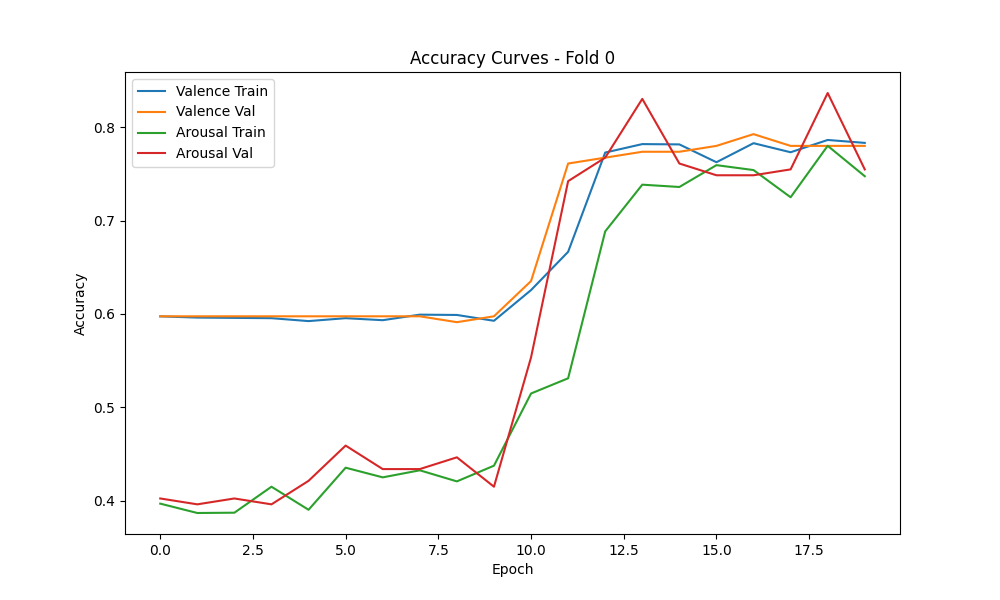 Accuracy Curves - Fold 0
Valence Train
Valence Val
Arousal Train
Arousal Val
0.8
0.7
0.6
0.5
0.4
Accuracy
0.0 2.5 5.0 7.5 10.0 12.5 15.0 17.5
Epoch